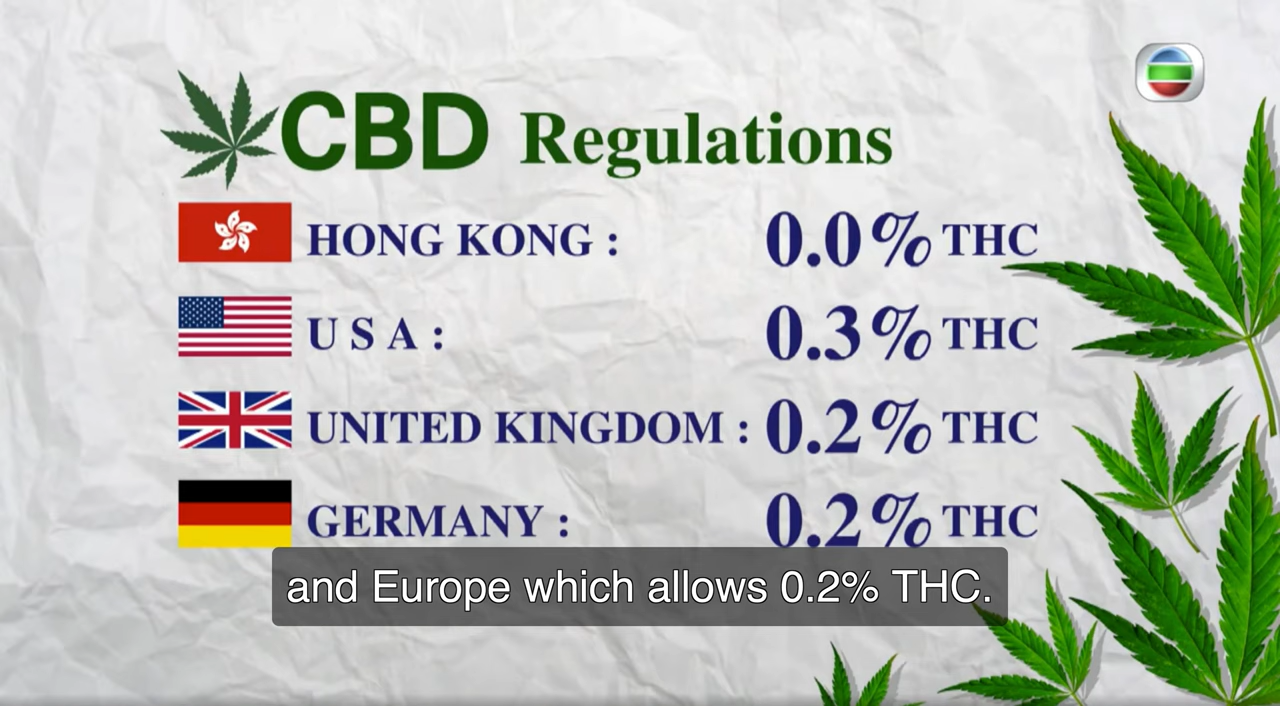 CBD Regulations
HONG KONG : 0.0% THC
U S A : 0.3% THC
UNITED KINGDOM : 0.2% THC
GERMANY : 0.2% THC
and Europe which allows 0.2% THC.